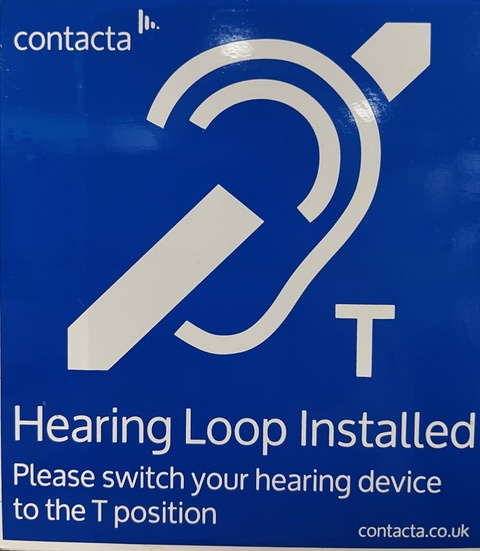 contacta
T
Hearing Loop Installed
Please switch your hearing device
to the T position
contacta.co.uk